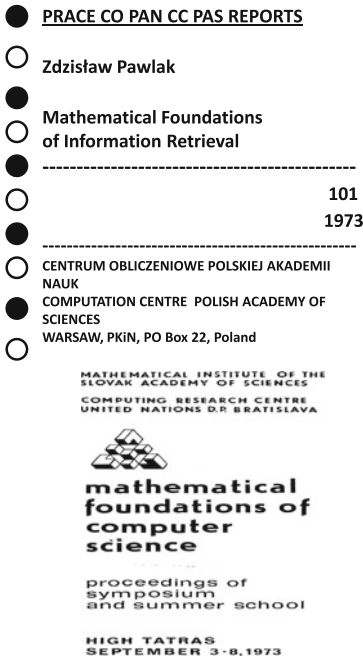 PRACE CO PAN CC PAS REPORTS
Zdzisław Pawlak
Mathematical Foundations
of Information Retrieval
101
1973
CENTRUM OBLICZENIOWE POLSKIEJ AKADEMII
NAUK
COMPUTATION CENTRE POLISH ACADEMY OF
SCIENCES
WARSAW, PKiN, PO Box 22, Poland
MATHEMATICAL INSTITUTE OF THE
SLOVAK ACADEMY OF SCIENCES
COMPUTING RESEARCH CENTRE
UNITED NATIONS D.P. BRATISLAVA
mathematical
foundations of
computer
science
proceedings of
symposium
and summer school
HIGH TATRAS
SEPTEMBER 3-8,1973